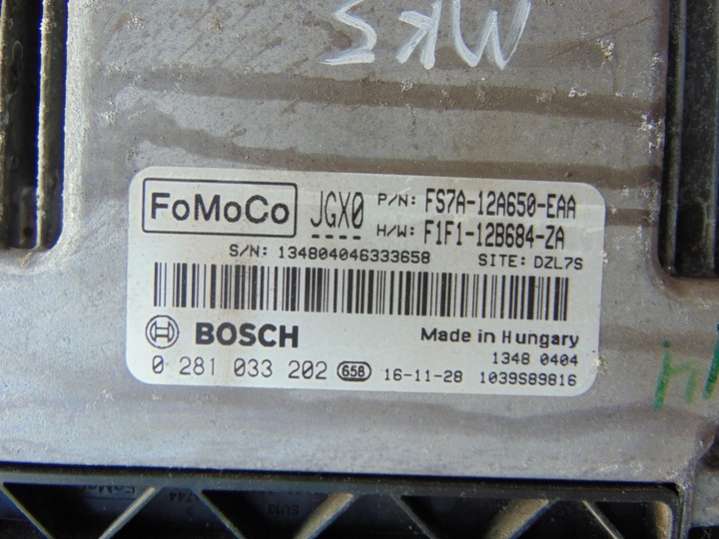 MK5
FoMoCo JGX0 P/N: FS7A-12A650-EAA
H/W: F1F1-12B684-ZA
S/N: 134804046333658 SITE: DZL7S
BOSCH Made in Hungary
1348 0404
0 281 033 202 658 16-11-28 1039S89816